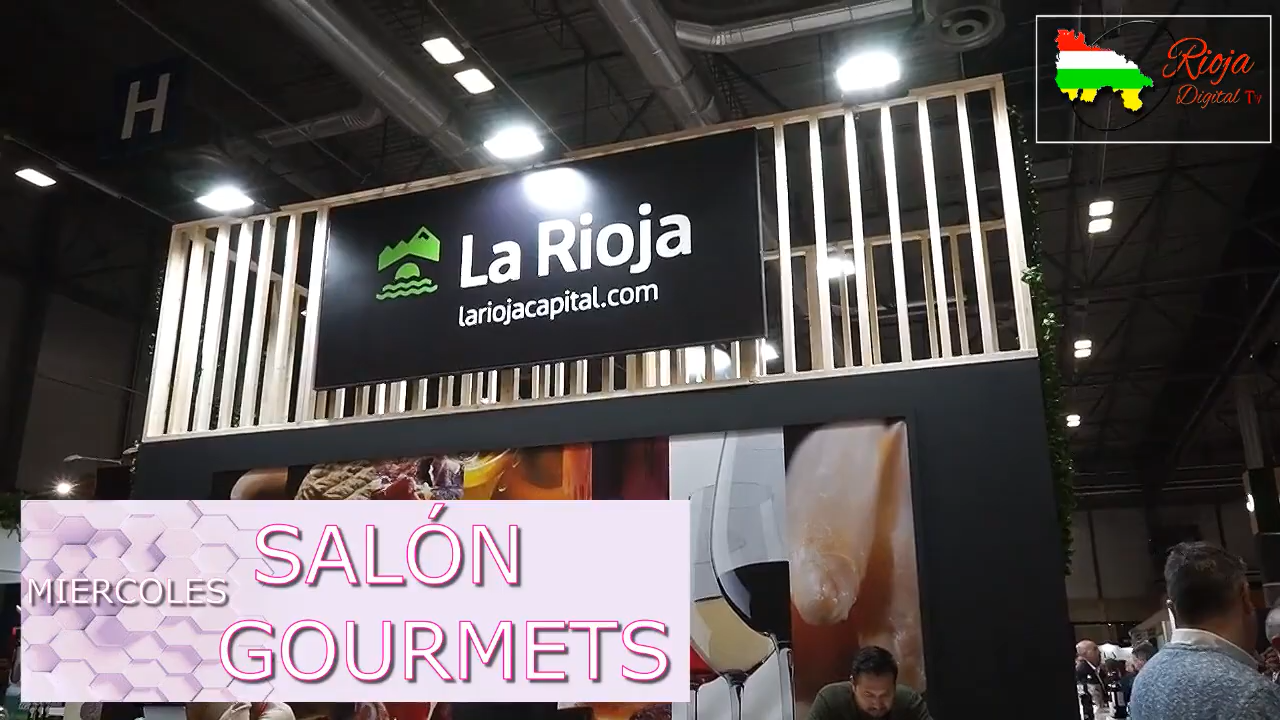 H
Rioja
Digital Tv
La Rioja
lariojacapital.com
SALÓN
MIERCOLES
GOURMETS